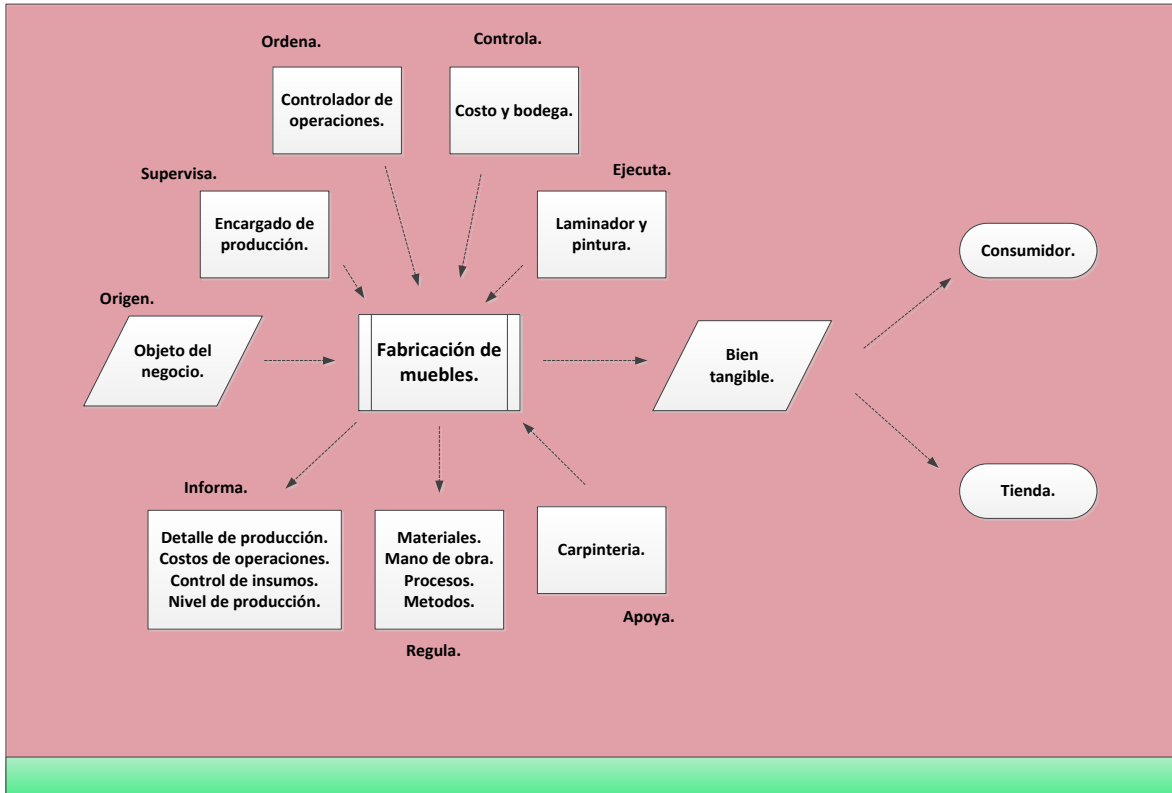 Ordena.
Controla.
Controlador de
operaciones.
Costo y bodega.
Supervisa.
Ejecuta.
Encargado de
producción.
Laminador y
pintura.
Consumidor.
Origen.
Objeto del
negocio.
Fabricación de
muebles.
Bien
tangible.
Informa.
Tienda.
Detalle de producción.
Costos de operaciones.
Control de insumos.
Nivel de producción.
Materiales.
Mano de obra.
Procesos.
Metodos.
Carpinteria.
Apoya.
Regula.